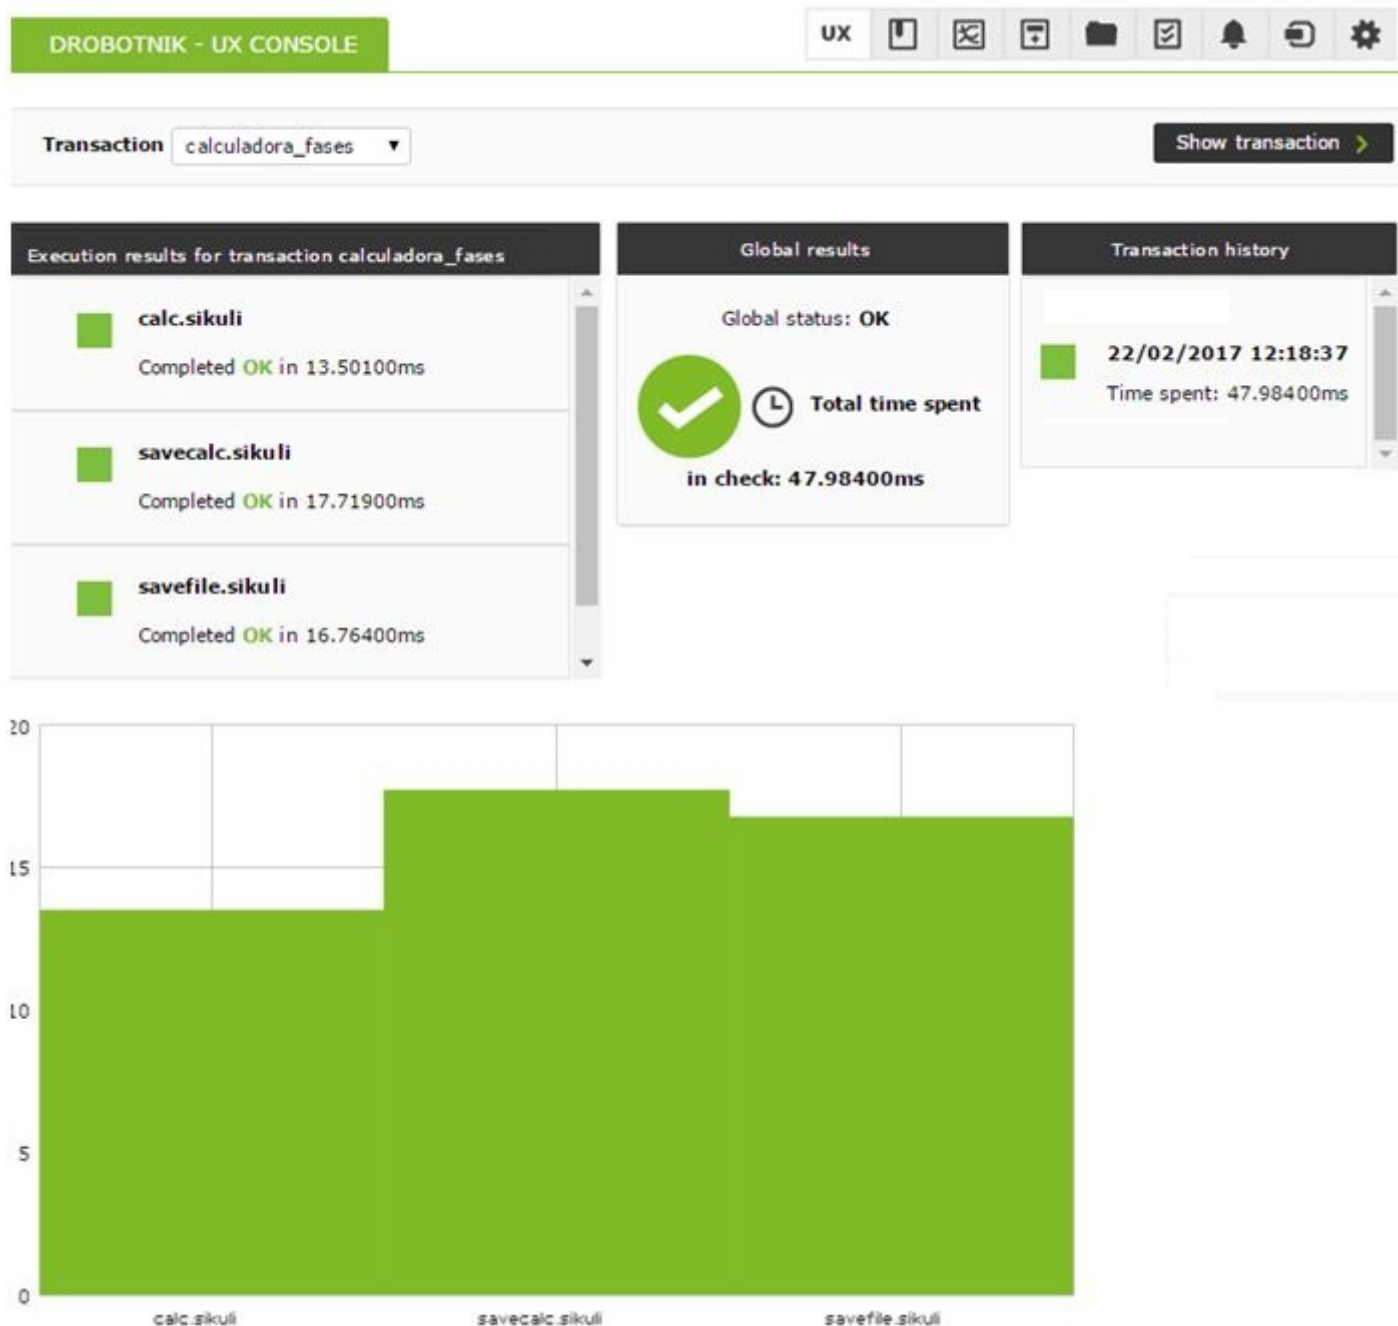 DROBOTNIK - UX CONSOLE
UX
Transaction calculadora_fases
Show transaction
Execution results for transaction calculadora_fases
calc.sikuli
Completed OK in 13.50100ms
savecalc.sikuli
Completed OK in 17.71900ms
savefile.sikuli
Completed OK in 16.76400ms
Global results
Global status: OK
Total time spent
in check: 47.98400ms
Transaction history
22/02/2017 12:18:37
Time spent: 47.98400ms
20
15
10
5
0
calc.sikuli
savecalc.sikuli
savefile.sikuli